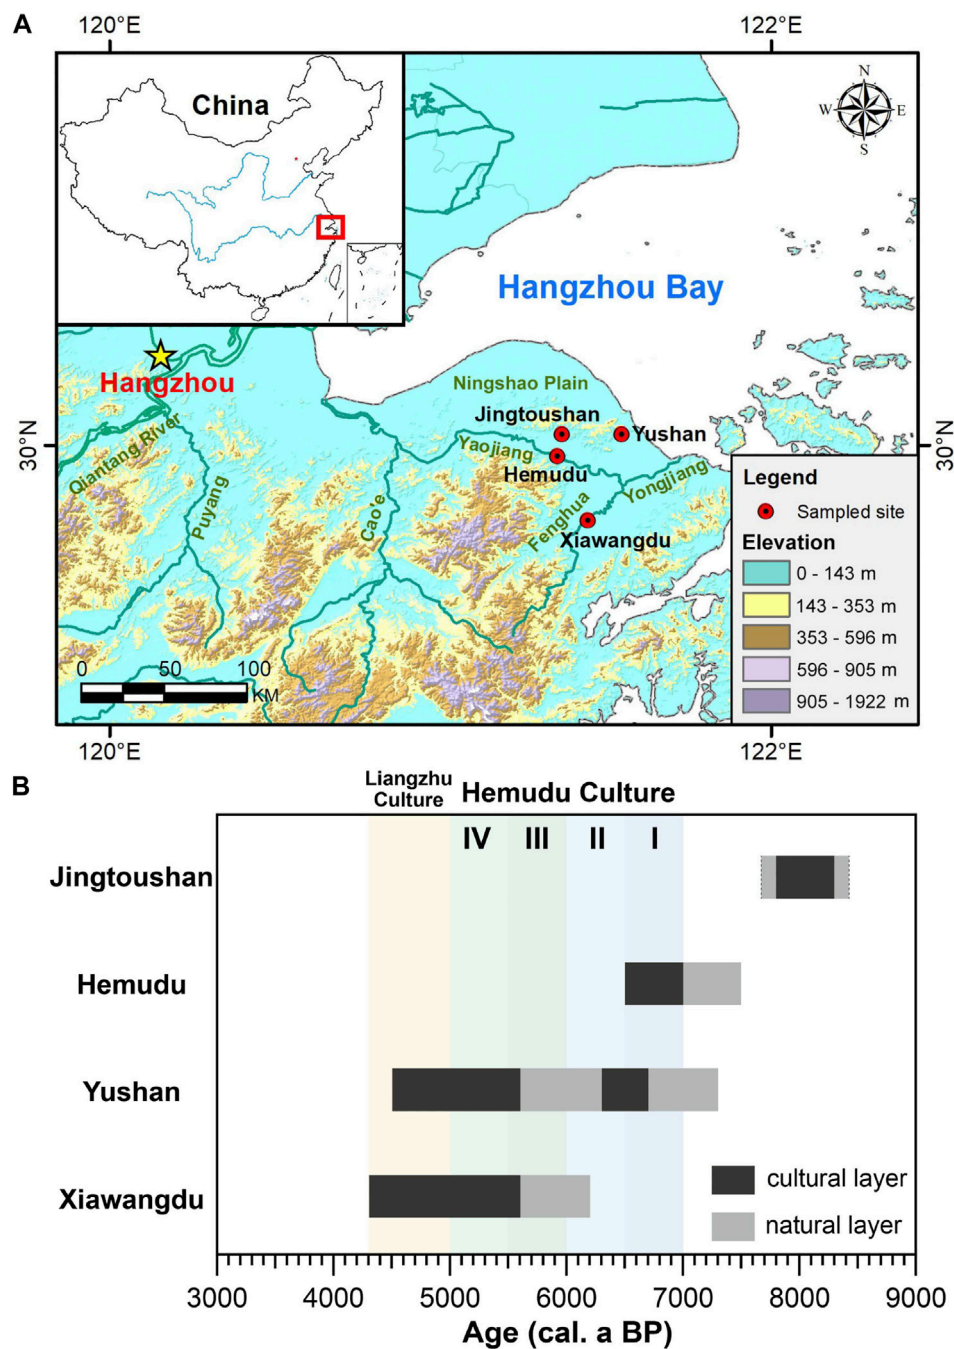 A
120°E
122°E
China
N
W
E
S
Hangzhou Bay
Hangzhou
Ningshao Plain
Jingtoushan
Yushan
30°N
30°N
Yaojiang
Hemudu
Qiantang River
Puyang
Cao'e
Fenghua
Yongjiang
Xiawangdu
Legend
Sampled site
Elevation
0 - 143 m
143 - 353 m
353 - 596 m
596 - 905 m
905 - 1922 m
0 50 100
KM
120°E
122°E
B
Liangzhu
Culture
Hemudu Culture
IV III II I
Jingtoushan
Hemudu
Yushan
Xiawangdu
cultural layer
natural layer
3000 4000 5000 6000 7000 8000 9000
Age (cal. a BP)